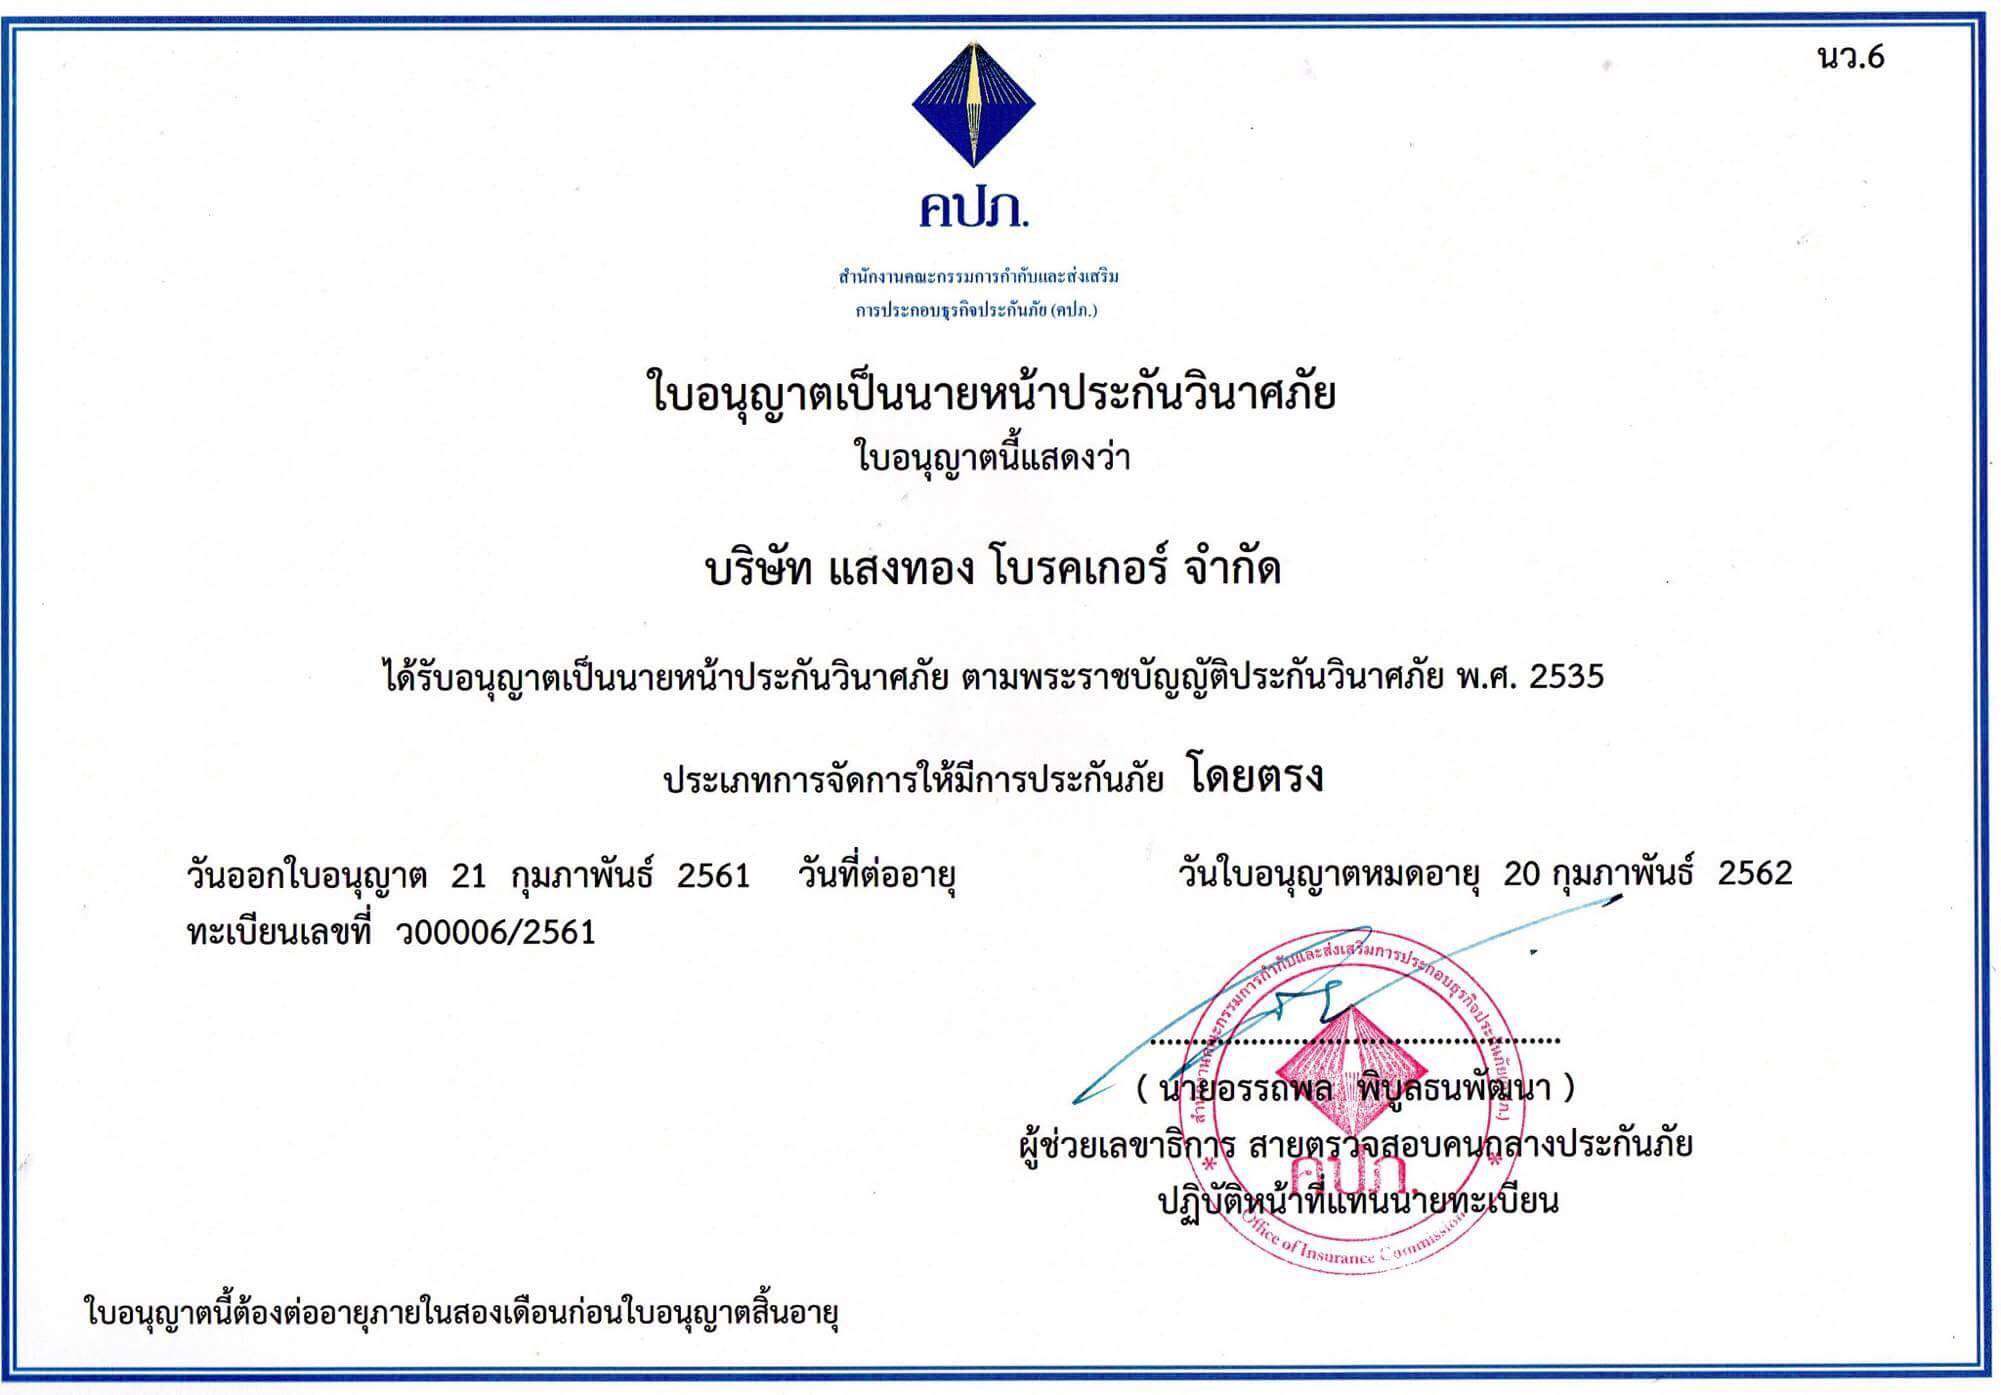 นว.6
คปภ.
สำนักงานคณะกรรมการกำกับและส่งเสริม
การประกอบธุรกิจประกันภัย (คปภ.)
ใบอนุญาตเป็นนายหน้าประกันวินาศภัย
ใบอนุญาตนี้แสดงว่า
บริษัท แสงทอง โบรคเกอร์ จำกัด
ได้รับอนุญาตเป็นนายหน้าประกันวินาศภัย ตามพระราชบัญญัติประกันวินาศภัย พ.ศ. 2535
ประเภทการจัดการให้มีการประกันภัย โดยตรง
วันออกใบอนุญาต 21 กุมภาพันธ์ 2561 วันที่ต่ออายุ วันใบอนุญาตหมดอายุ 20 กุมภาพันธ์ 2562
ทะเบียนเลขที่ ว00006/2561
สำนักงานคณะกรรมการกำกับและส่งเสริมการประกอบธุรกิจประกันภัย (คปภ.)
( นายอรรถพล พิบูลธนพัฒนา )
ผู้ช่วยเลขาธิการ สายตรวจสอบคนกลางประกันภัย
คปภ.
ปฏิบัติหน้าที่แทนนายทะเบียน
Office of Insurance Commission
ใบอนุญาตนี้ต้องต่ออายุภายในสองเดือนก่อนใบอนุญาตสิ้นอายุ